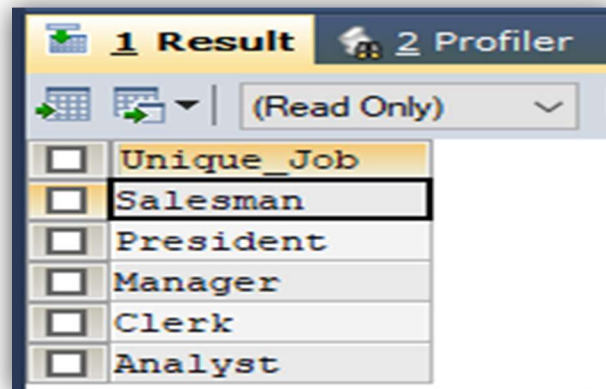 1 Result 2 Profiler
(Read Only)
Unique_Job
Salesman
President
Manager
Clerk
Analyst